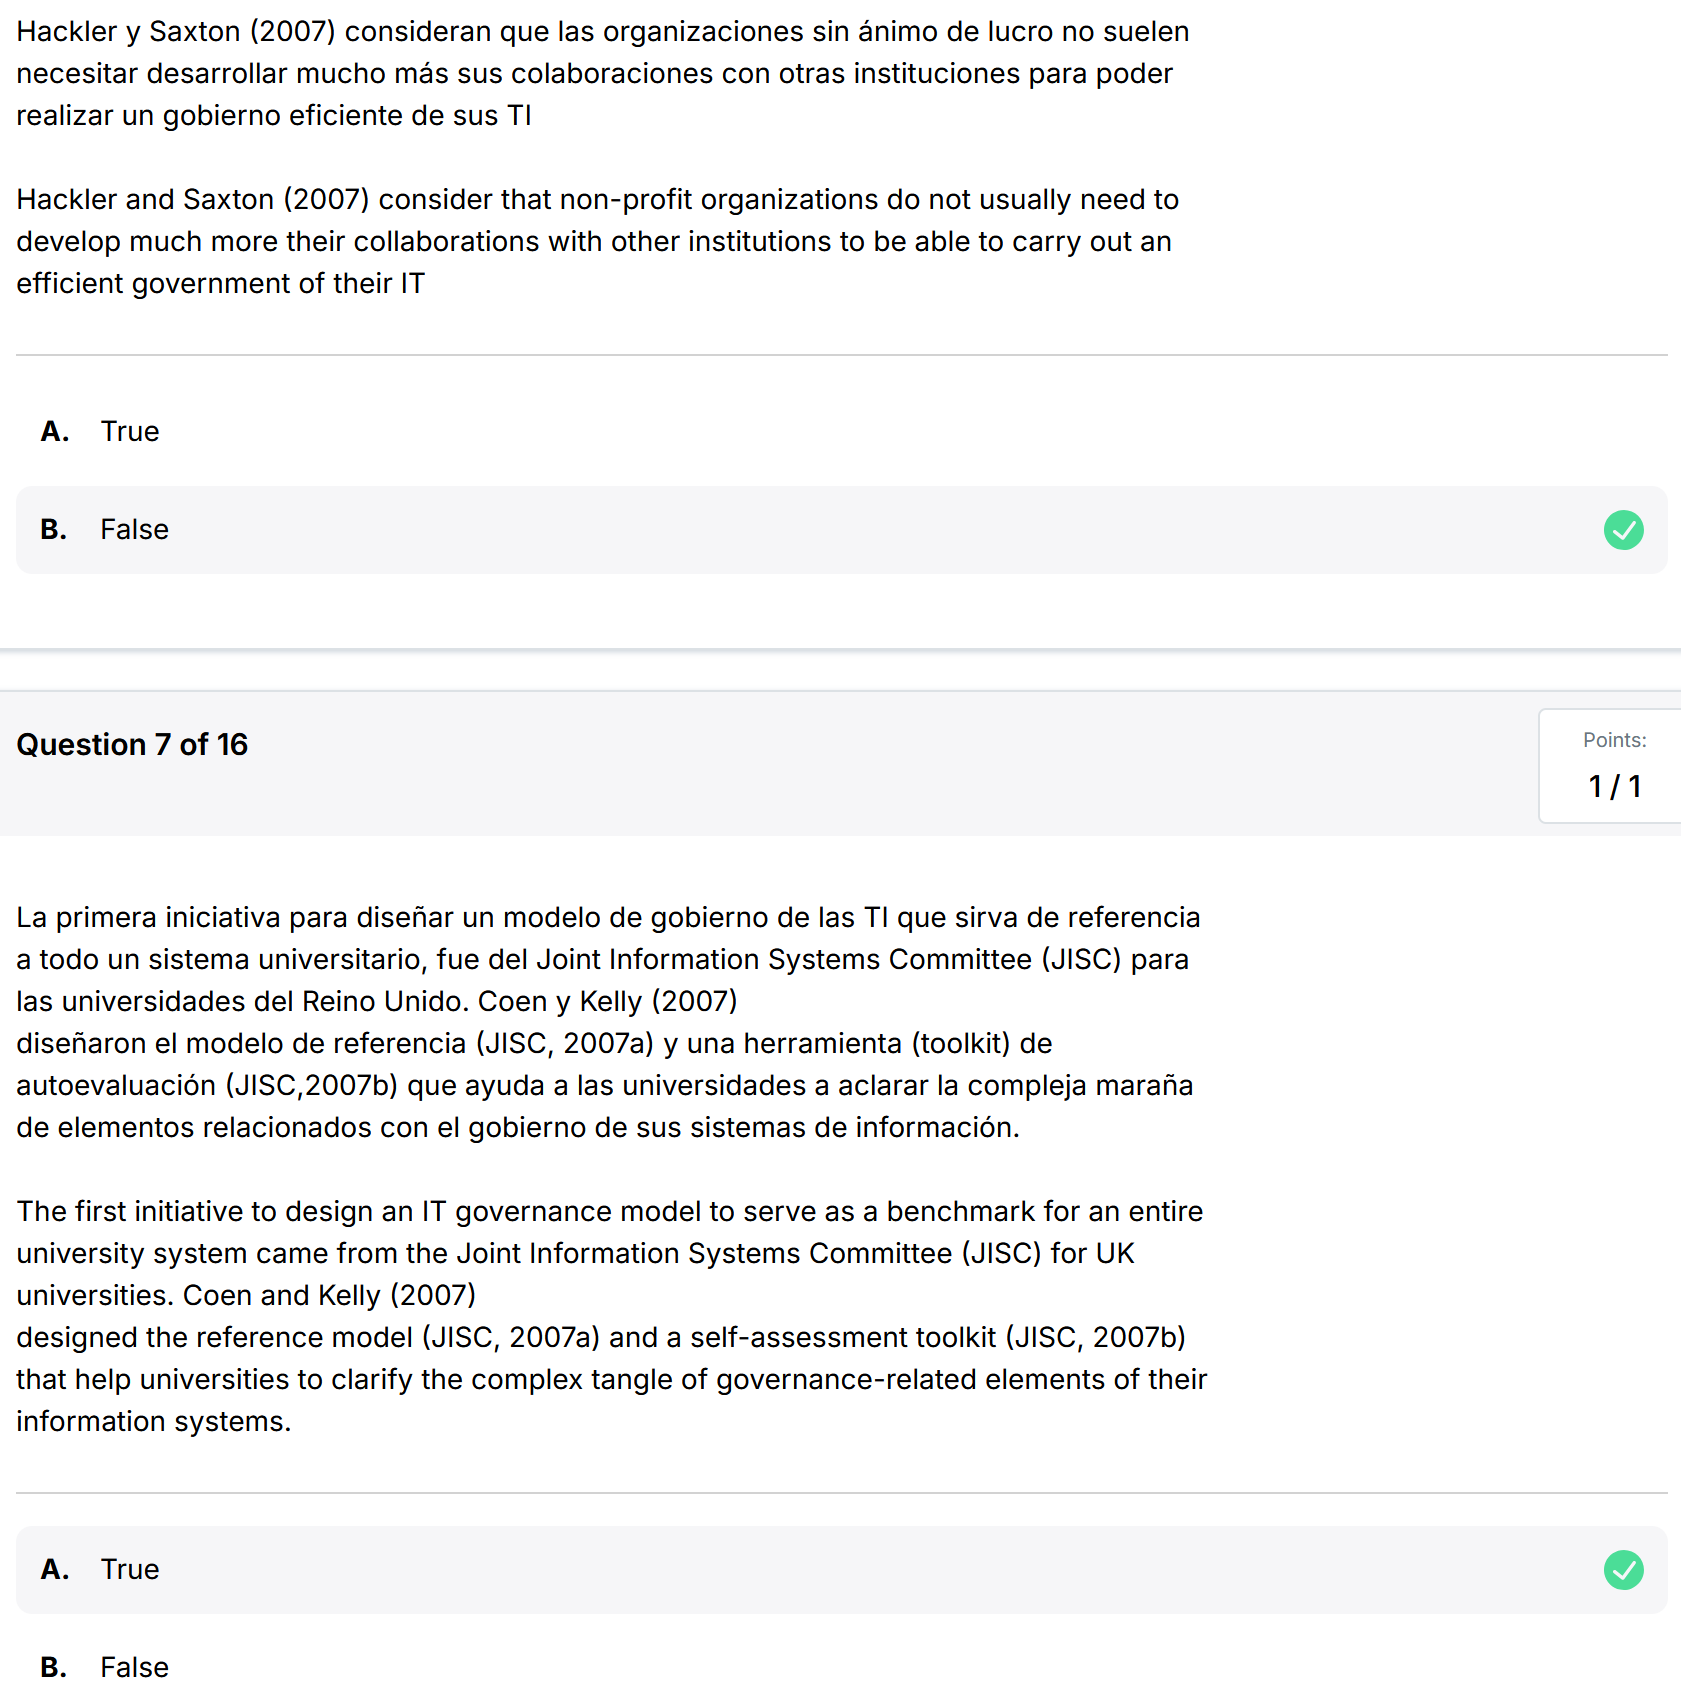 Hackler y Saxton (2007) consideran que las organizaciones sin ánimo de lucro no suelen
necesitar desarrollar mucho más sus colaboraciones con otras instituciones para poder
realizar un gobierno eficiente de sus TI
Hackler and Saxton (2007) consider that non-profit organizations do not usually need to
develop much more their collaborations with other institutions to be able to carry out an
efficient government of their IT
A. True
B. False
Question 7 of 16
Points:
1 / 1
La primera iniciativa para diseñar un modelo de gobierno de las TI que sirva de referencia
a todo un sistema universitario, fue del Joint Information Systems Committee (JISC) para
las universidades del Reino Unido. Coen y Kelly (2007)
diseñaron el modelo de referencia (JISC, 2007a) y una herramienta (toolkit) de
autoevaluación (JISC,2007b) que ayuda a las universidades a aclarar la compleja maraña
de elementos relacionados con el gobierno de sus sistemas de información.
The first initiative to design an IT governance model to serve as a benchmark for an entire
university system came from the Joint Information Systems Committee (JISC) for UK
universities. Coen and Kelly (2007)
designed the reference model (JISC, 2007a) and a self-assessment toolkit (JISC, 2007b)
that help universities to clarify the complex tangle of governance-related elements of their
information systems.
A. True
B. False